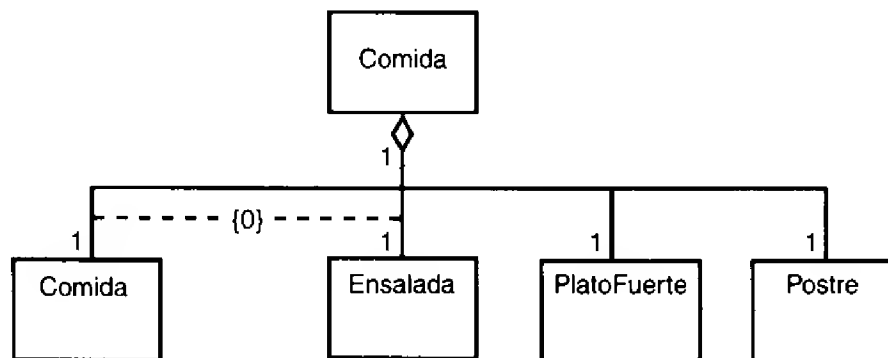 Comida
1
{0}
1 1 1 1
Comida Ensalada PlatoFuerte Postre